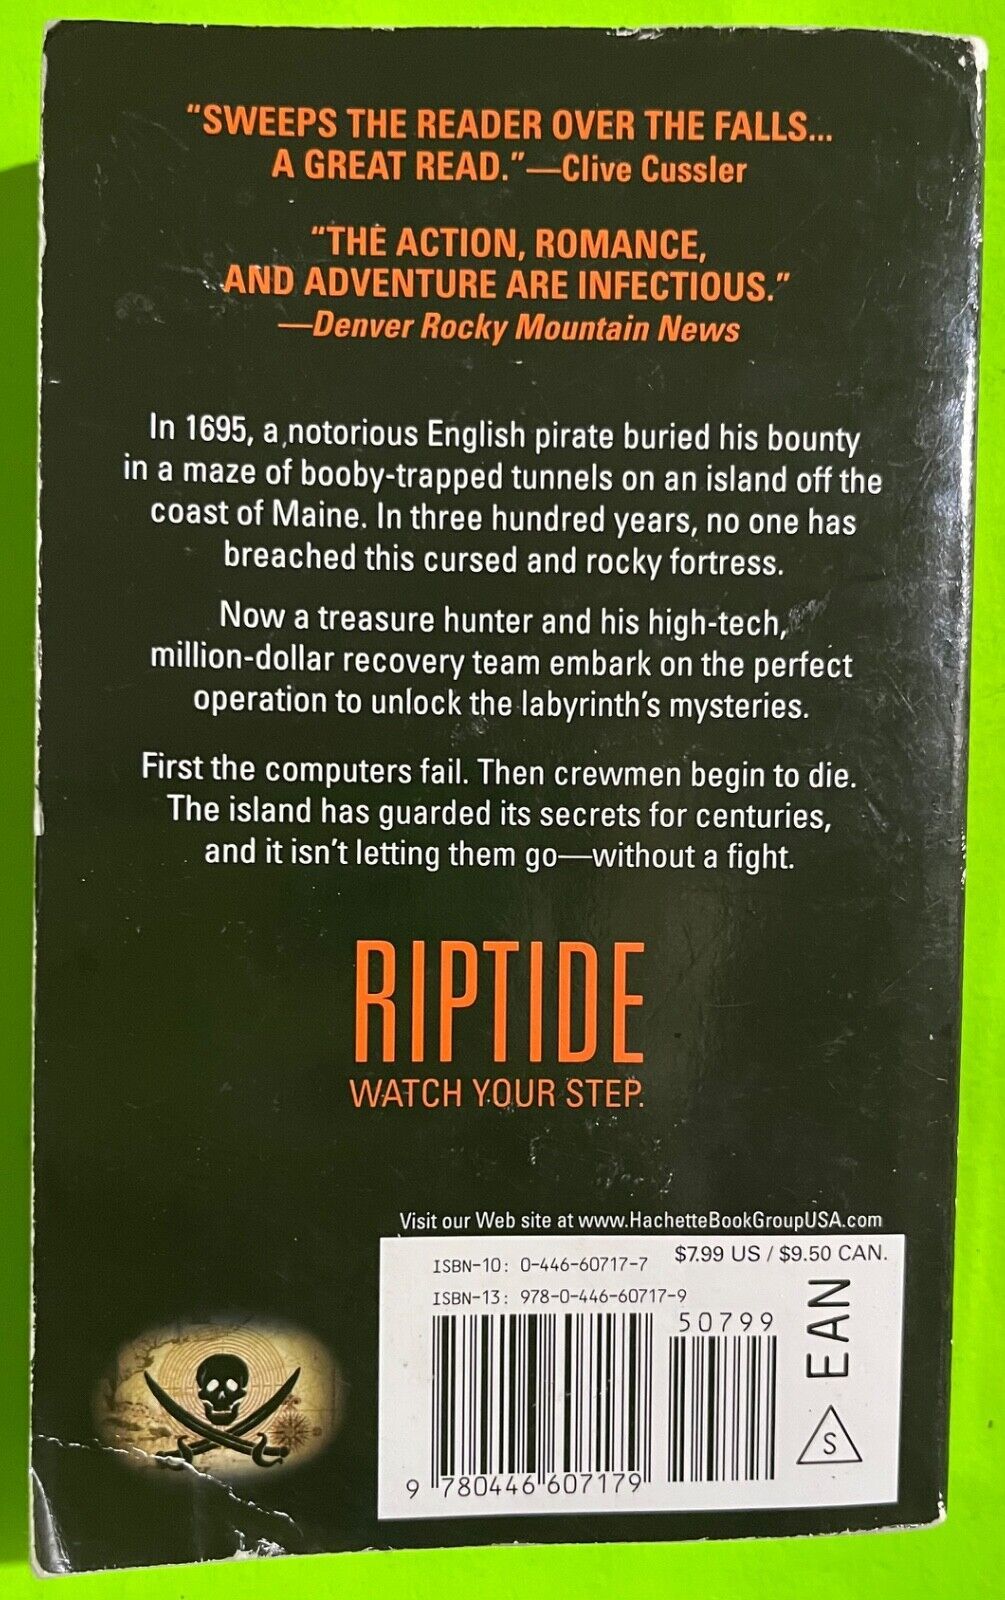 "SWEEPS THE READER OVER THE FALLS...
A GREAT READ."—Clive Cussler
"THE ACTION, ROMANCE,
AND ADVENTURE ARE INFECTIOUS."
—Denver Rocky Mountain News
In 1695, a notorious English pirate buried his bounty
in a maze of booby-trapped tunnels on an island off the
coast of Maine. In three hundred years, no one has
breached this cursed and rocky fortress.
Now a treasure hunter and his high-tech,
million-dollar recovery team embark on the perfect
operation to unlock the labyrinth's mysteries.
First the computers fail. Then crewmen begin to die.
The island has guarded its secrets for centuries,
and it isn't letting them go—without a fight.
RIPTIDE
WATCH YOUR STEP.
Visit our Web site at www.HachetteBookGroupUSA.com
ISBN-10: 0-446-60717-7 $7.99 US / $9.50 CAN.
ISBN-13: 978-0-446-60717-9
50799
EAN
S
9 780446 607179